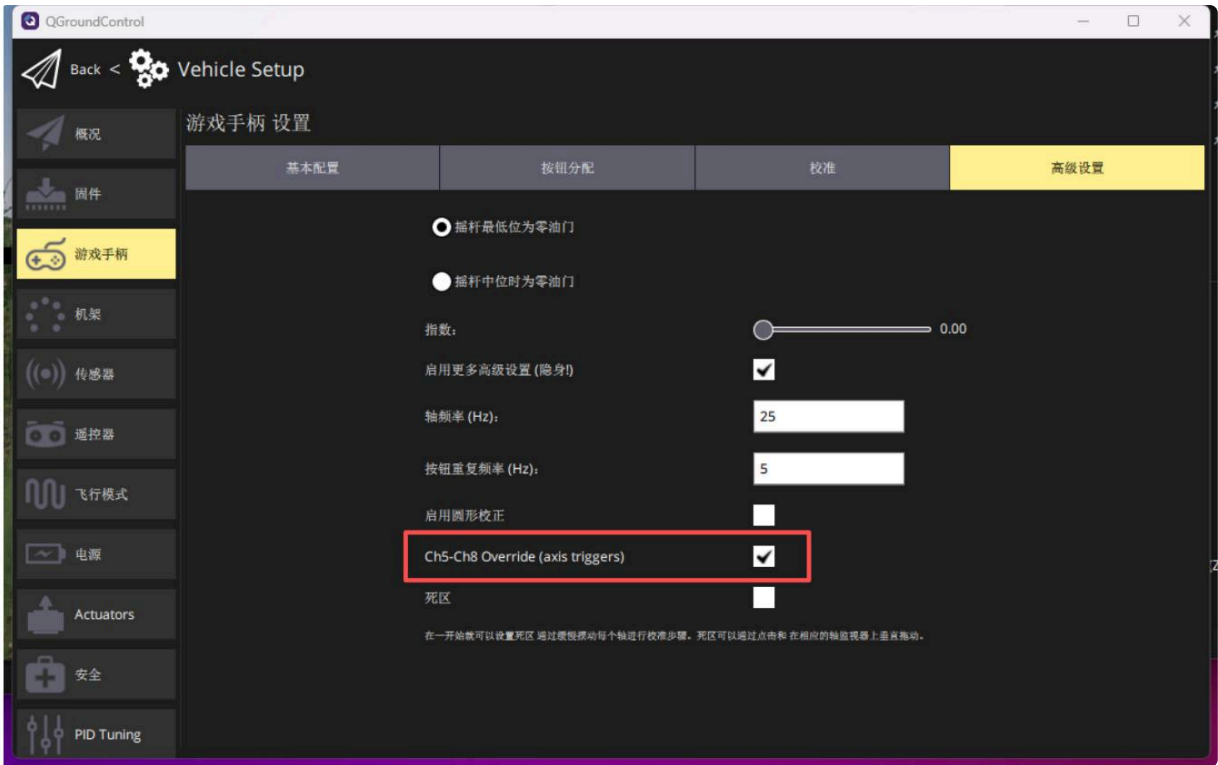 QGroundControl
Back < Vehicle Setup
概况
固件
游戏手柄
机架
传感器
遥控器
飞行模式
电源
Actuators
安全
PID Tuning
游戏手柄 设置
基本配置 按钮分配 校准 高级设置
摇杆最低位为零油门
摇杆中位时为零油门
指数: 0.00
启用更多高级设置 (隐身!)
轴频率 (Hz): 25
按钮重复频率 (Hz): 5
启用圆形校正
Ch5-Ch8 Override (axis triggers)
死区
在一开始就可以设置死区 通过缓慢摆动每个轴进行校准步骤。死区可以通过点击和 在相应的轴监视器上垂直拖动。